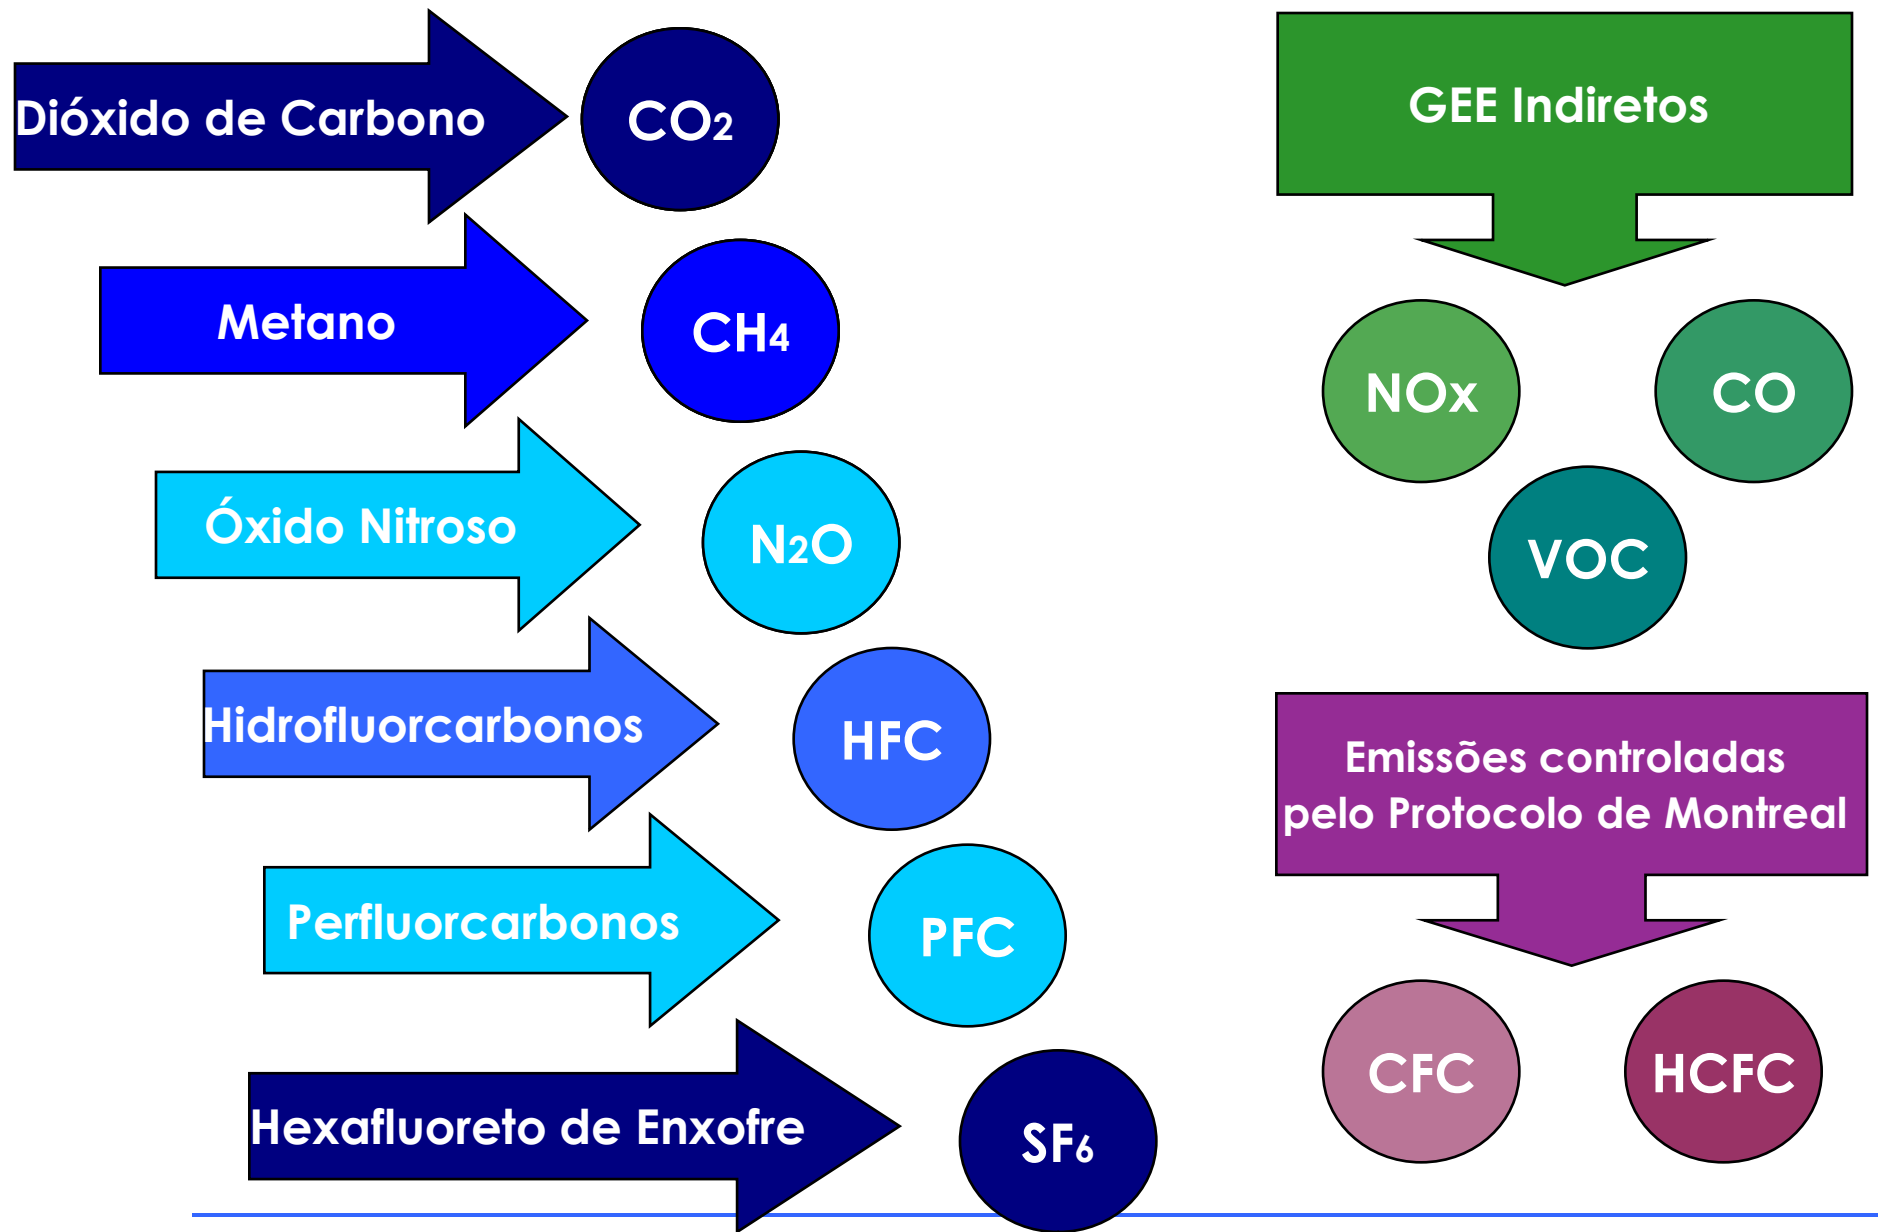 Dióxido de Carbono
CO2
Metano
CH4
Óxido Nitroso
N2O
Hidrofluorcarbonos
HFC
Perfluorcarbonos
PFC
Hexafluoreto de Enxofre
SF6
GEE Indiretos
NOx
CO
VOC
Emissões controladas
pelo Protocolo de Montreal
CFC
HCFC